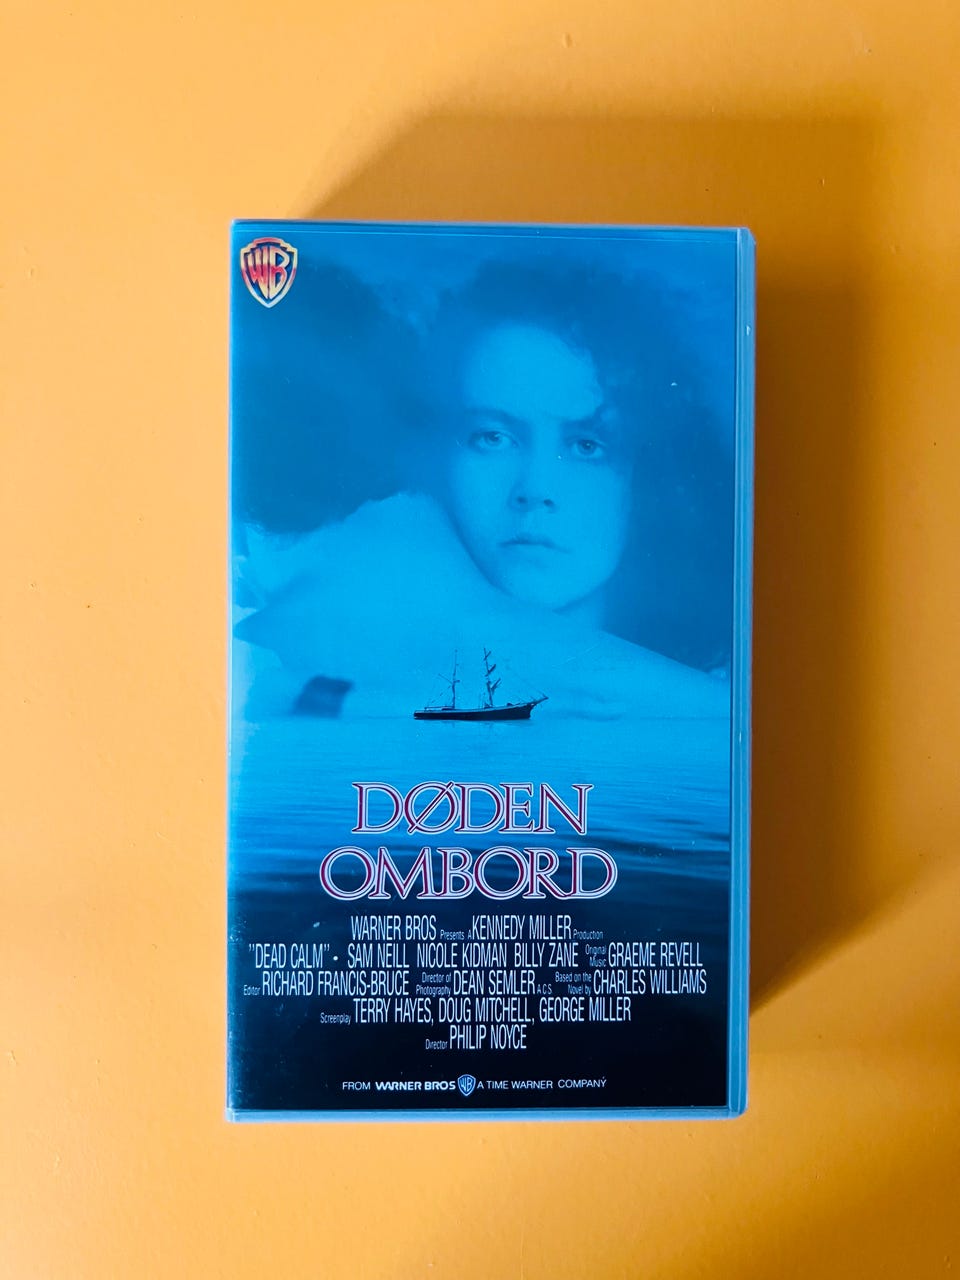 WB
DØDEN
OMBORD
WARNER BROS Presents A KENNEDY MILLER Production
"DEAD CALM" • SAM NEILL NICOLE KIDMAN BILLY ZANE Original Music GRAEME REVELL
Editor RICHARD FRANCIS-BRUCE Director of Photography DEAN SEMLER A.C.S. Based on the Novel by CHARLES WILLIAMS
Screenplay TERRY HAYES, DOUG MITCHELL, GEORGE MILLER
Director PHILIP NOYCE
FROM WARNER BROS WB A TIME WARNER COMPANY